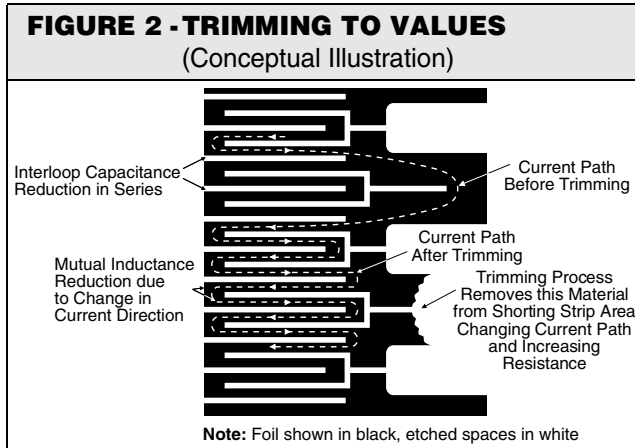 FIGURE 2 - TRIMMING TO VALUES
(Conceptual Illustration)
Interloop Capacitance
Reduction in Series
Current Path
Before Trimming
Mutual Inductance
Reduction due
to Change in
Current Direction
Current Path
After Trimming
Trimming Process
Removes this Material
from Shorting Strip Area
Changing Current Path
and Increasing
Resistance
Note: Foil shown in black, etched spaces in white